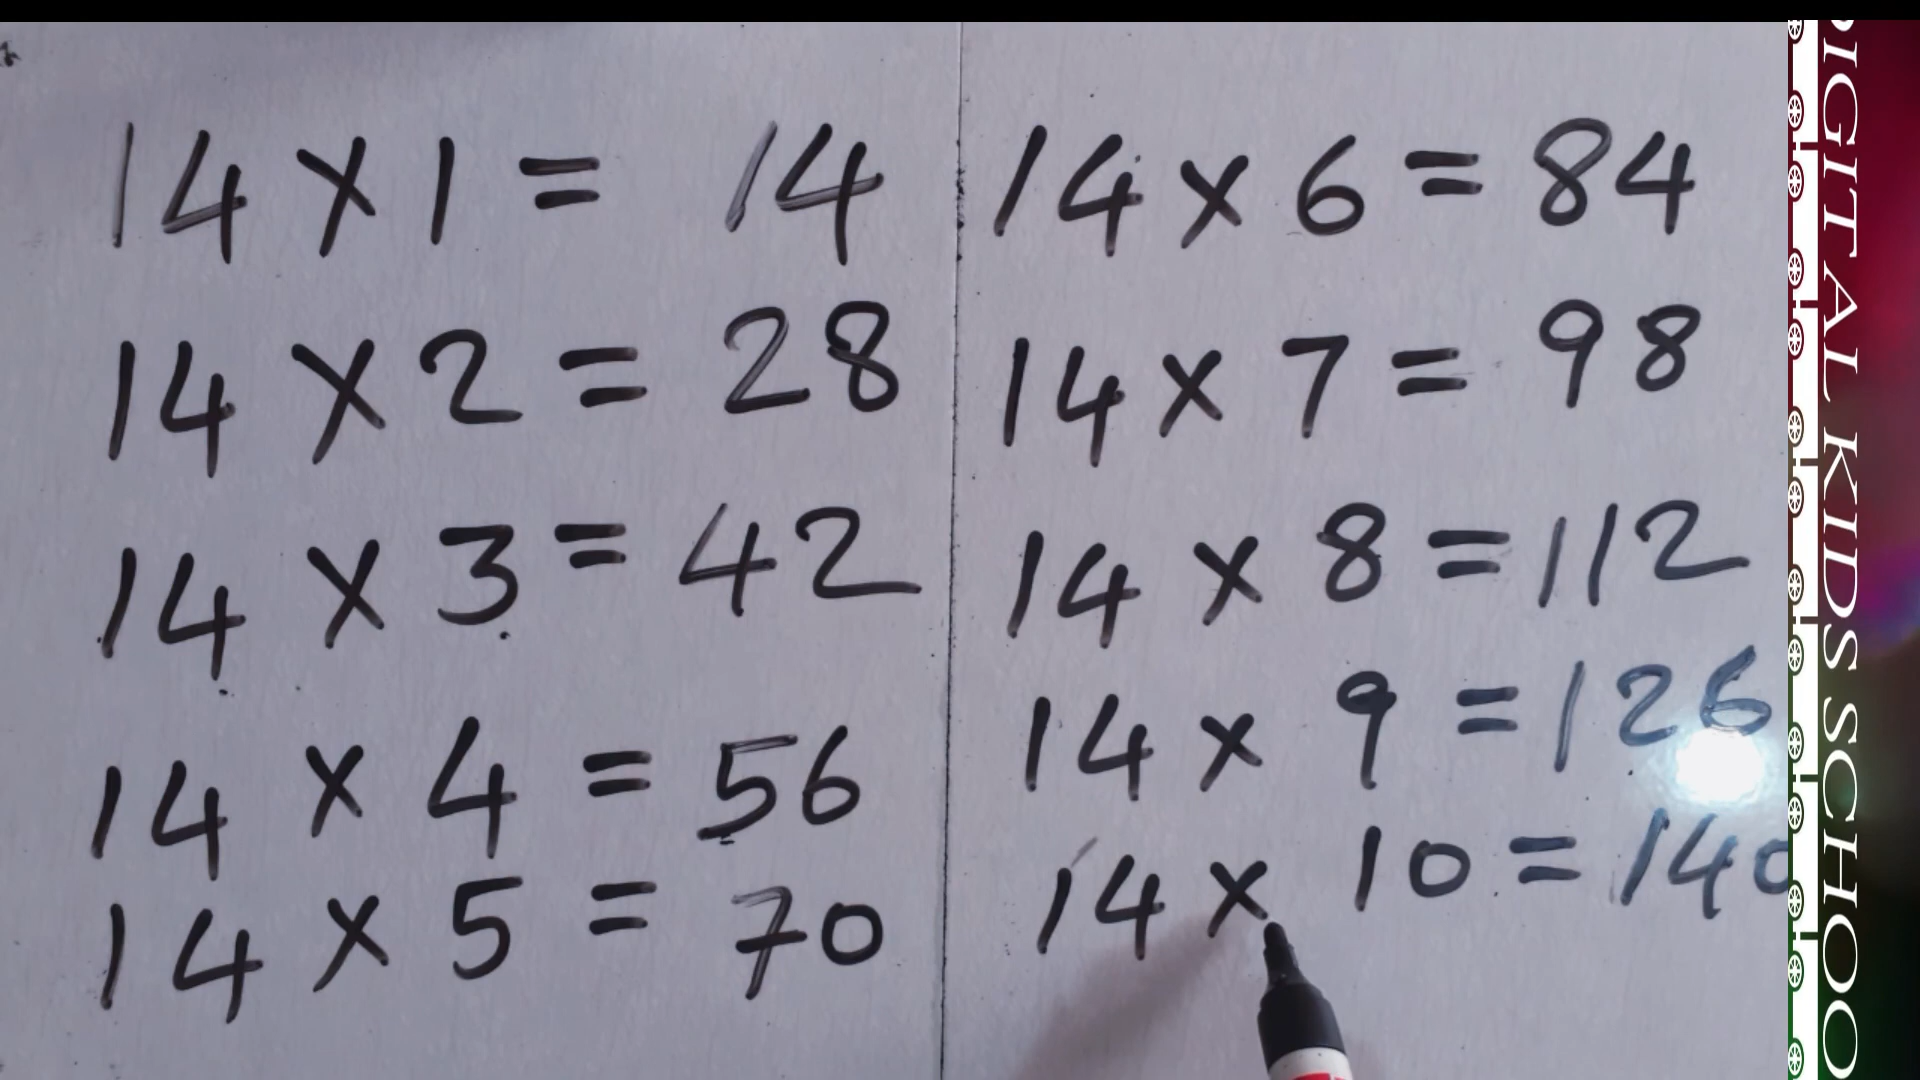 14 X 1 = 14
14 X 2 = 28
14 X 3 = 42
14 X 4 = 56
14 X 5 = 70
14 X 6 = 84
14 X 7 = 98
14 X 8 = 112
14 X 9 = 126
14 X 10 = 140
DIGITAL KIDS SCHOO